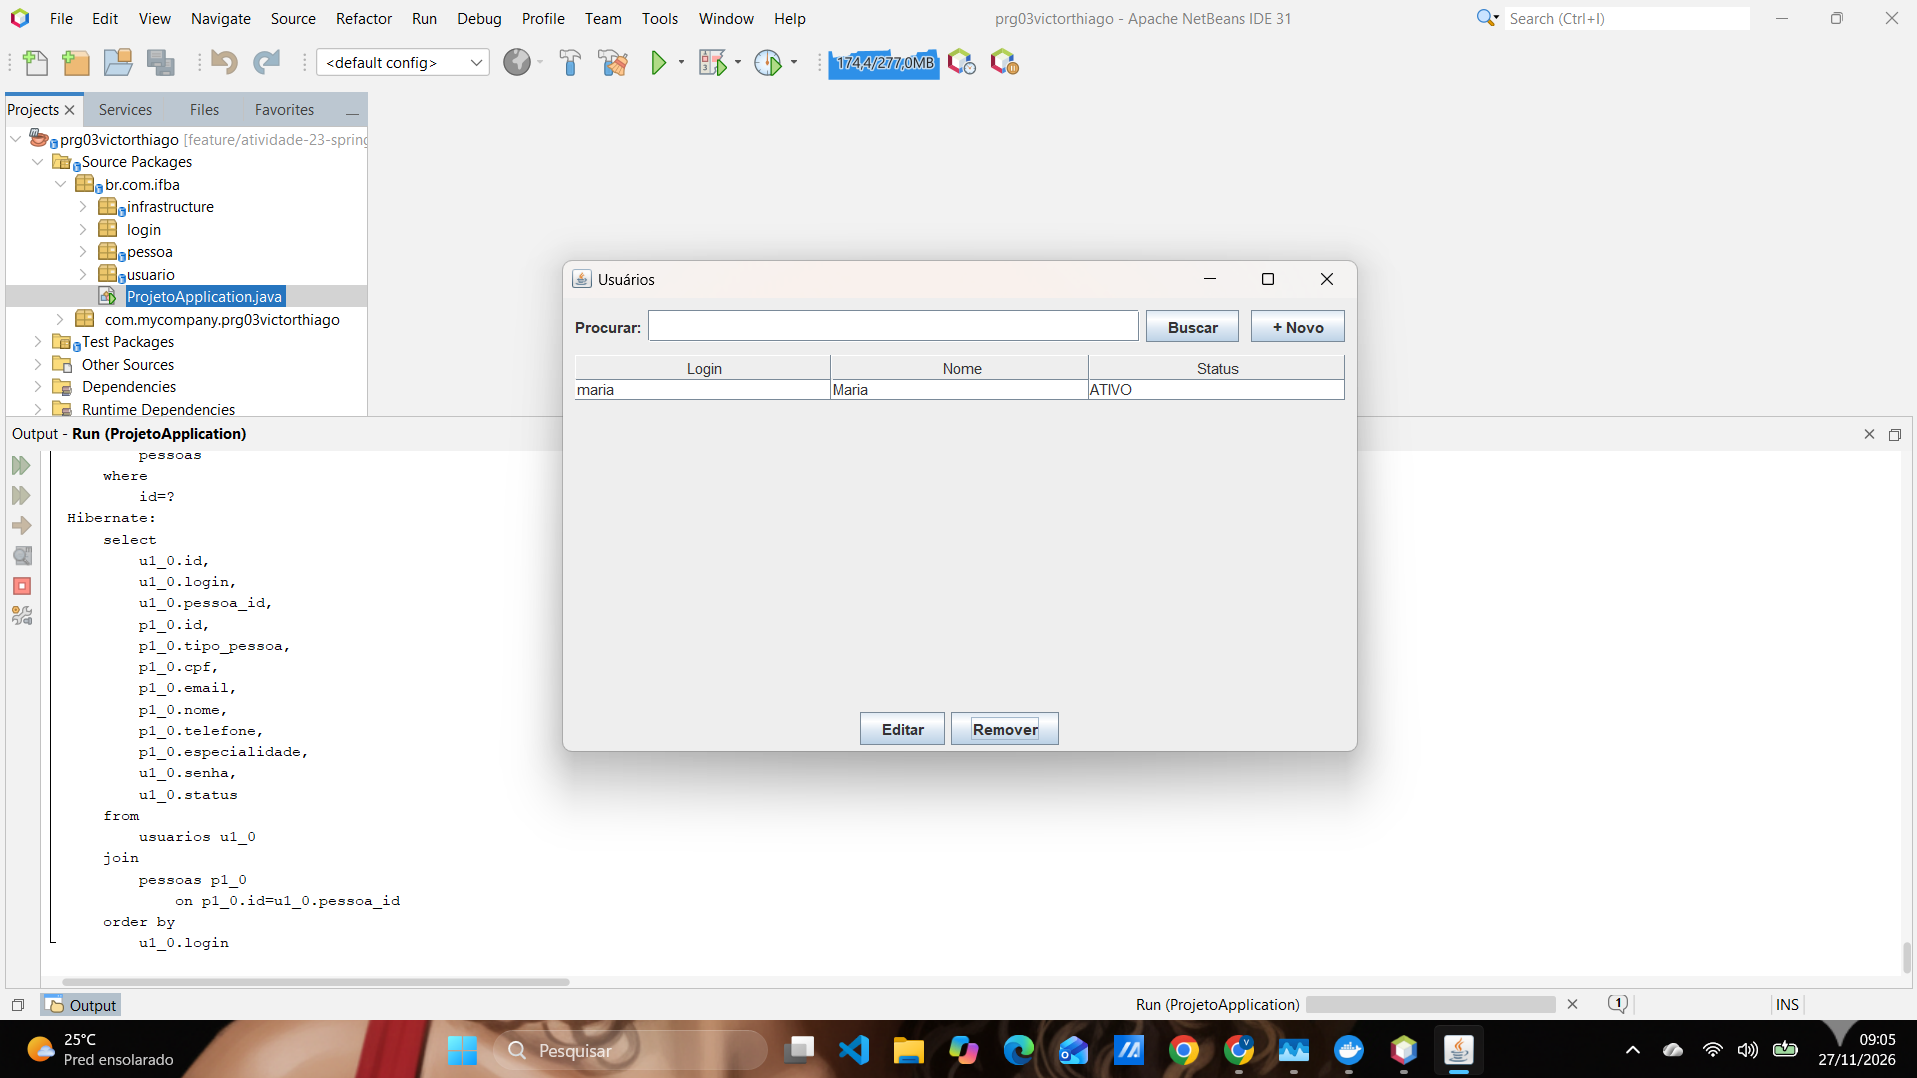 File Edit View Navigate Source Refactor Run Debug Profile Team Tools Window Help
prg03victorthiago - Apache NetBeans IDE 31
Search (Ctrl+I)
<default config>
174,4/277,0MB
Projects Services Files Favorites
prg03victorthiago [feature/atividade-23-spring
Source Packages
br.com.ifba
infrastructure
login
pessoa
usuario
ProjetoApplication.java
com.mycompany.prg03victorthiago
Test Packages
Other Sources
Dependencies
Runtime Dependencies
Usuários
Procurar: Buscar + Novo
Login Nome Status
maria Maria ATIVO
Editar Remover
Output - Run (ProjetoApplication)
pessoas
where
id=?
Hibernate:
select
u1_0.id,
u1_0.login,
u1_0.pessoa_id,
p1_0.id,
p1_0.tipo_pessoa,
p1_0.cpf,
p1_0.email,
p1_0.nome,
p1_0.telefone,
p1_0.especialidade,
u1_0.senha,
u1_0.status
from
usuarios u1_0
join
pessoas p1_0
on p1_0.id=u1_0.pessoa_id
order by
u1_0.login
Output
Run (ProjetoApplication)
1
INS
25°C
Pred ensolarado
Pesquisar
09:05
27/11/2026